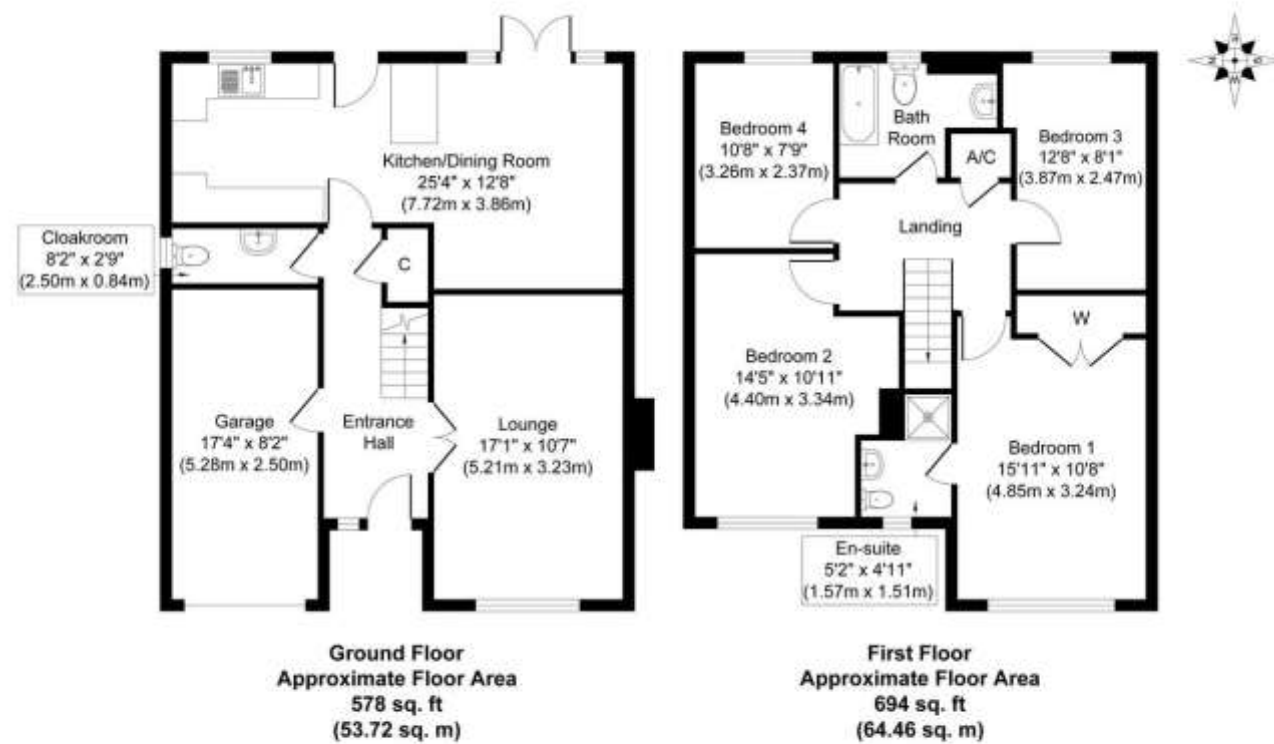 Kitchen/Dining Room
25'4" x 12'8"
(7.72m x 3.86m)
Cloakroom
8'2" x 2'9"
(2.50m x 0.84m)
C
Garage
17'4" x 8'2"
(5.28m x 2.50m)
Entrance
Hall
Lounge
17'1" x 10'7"
(5.21m x 3.23m)
Ground Floor
Approximate Floor Area
578 sq. ft
(53.72 sq. m)
Bedroom 4
10'8" x 7'9"
(3.26m x 2.37m)
Bath
Room
A/C
Bedroom 3
12'8" x 8'1"
(3.87m x 2.47m)
Landing
W
Bedroom 2
14'5" x 10'11"
(4.40m x 3.34m)
Bedroom 1
15'11" x 10'8"
(4.85m x 3.24m)
En-suite
5'2" x 4'11"
(1.57m x 1.51m)
First Floor
Approximate Floor Area
694 sq. ft
(64.46 sq. m)